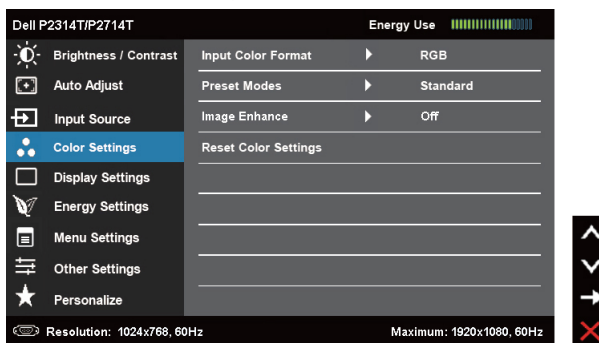 Dell P2314T/P2714T Energy Use
Brightness / Contrast Input Color Format RGB
Auto Adjust Preset Modes Standard
Input Source Image Enhance Off
Color Settings Reset Color Settings
Display Settings
Energy Settings
Menu Settings
Other Settings
Personalize
Resolution: 1024x768, 60Hz Maximum: 1920x1080, 60Hz